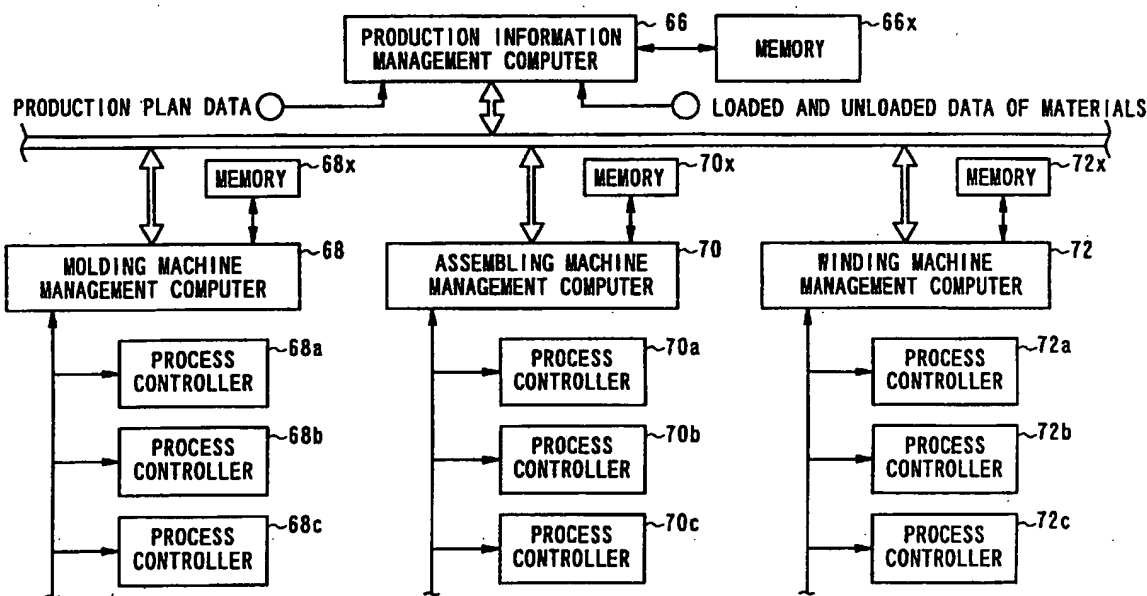 66
66x
PRODUCTION INFORMATION
MANAGEMENT COMPUTER
MEMORY
PRODUCTION PLAN DATA
LOADED AND UNLOADED DATA OF MATERIALS
68x
MEMORY
70x
MEMORY
72x
MEMORY
68
MOLDING MACHINE
MANAGEMENT COMPUTER
70
ASSEMBLING MACHINE
MANAGEMENT COMPUTER
72
WINDING MACHINE
MANAGEMENT COMPUTER
68a
PROCESS
CONTROLLER
70a
PROCESS
CONTROLLER
72a
PROCESS
CONTROLLER
68b
PROCESS
CONTROLLER
70b
PROCESS
CONTROLLER
72b
PROCESS
CONTROLLER
68c
PROCESS
CONTROLLER
70c
PROCESS
CONTROLLER
72c
PROCESS
CONTROLLER